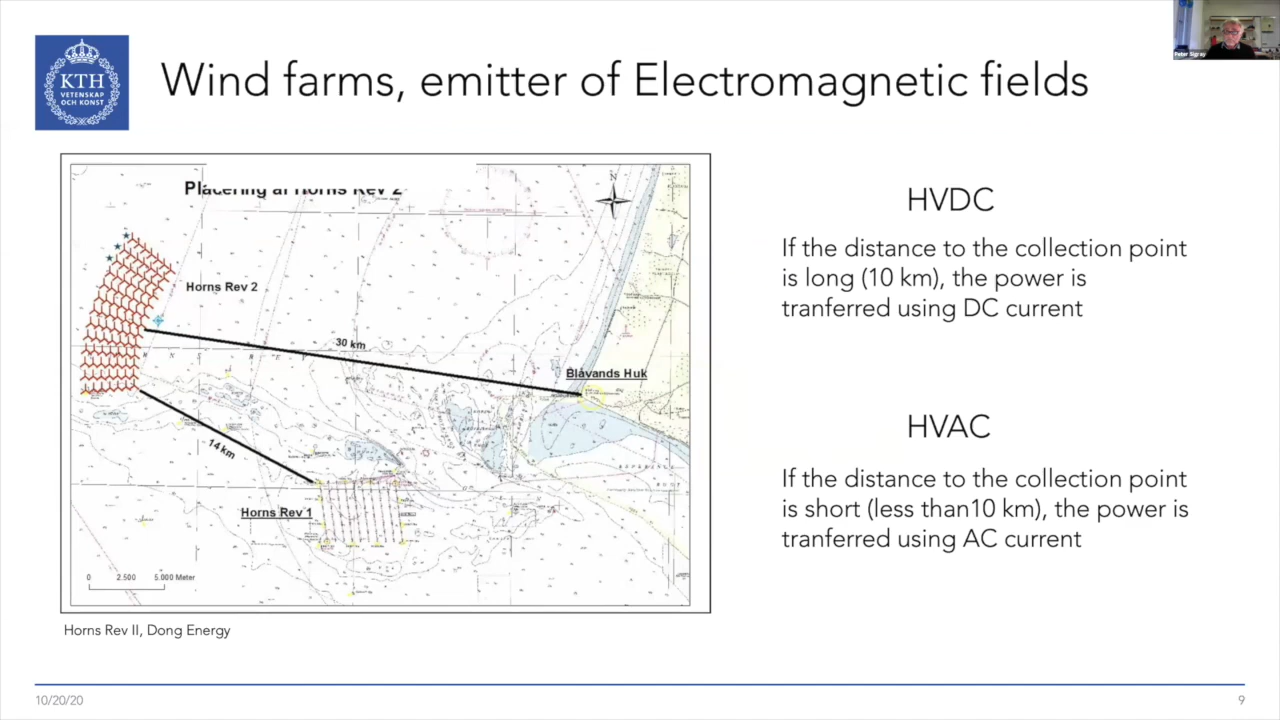 Peter Sigray
KTH
VETENSKAP
OCH KONST
Wind farms, emitter of Electromagnetic fields
Placering af Horns Rev 2
N
Horns Rev 2
30 km
Blåvands Huk
14 km
Horns Rev 1
0 2.500 5.000 Meter
Horns Rev II, Dong Energy
HVDC
If the distance to the collection point
is long (10 km), the power is
tranferred using DC current
HVAC
If the distance to the collection point
is short (less than10 km), the power is
tranferred using AC current
10/20/20
9